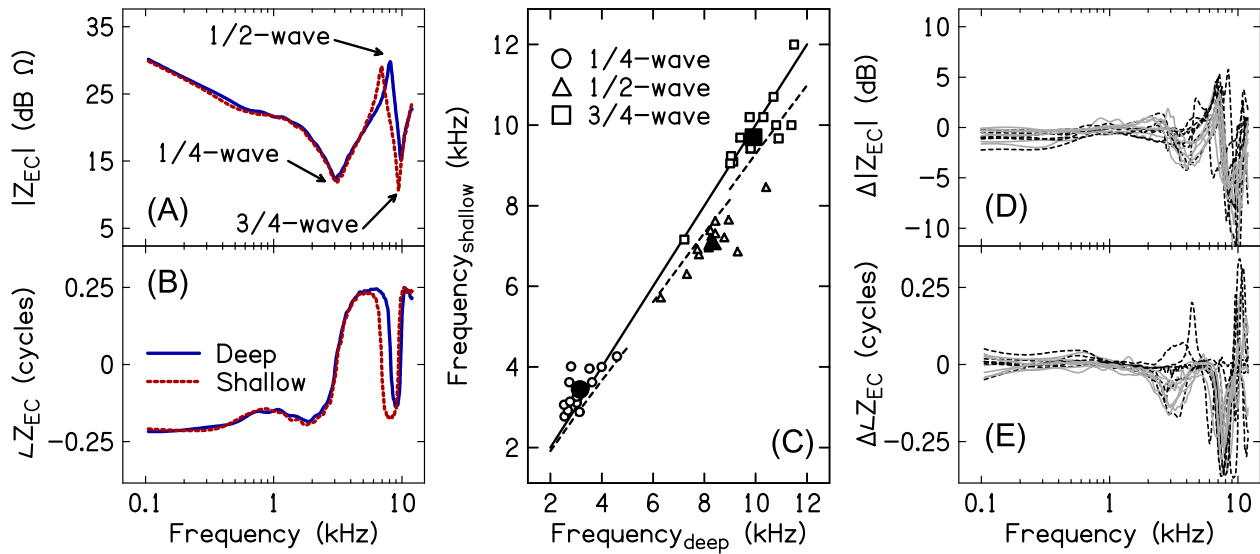 35
25
15
5
|Z_EC| (dB Ω)
1/2-wave
1/4-wave
3/4-wave
(A)
0.25
0
-0.25
∠Z_EC (cycles)
(B)
Deep
Shallow
0.1
1
10
Frequency (kHz)
12
10
8
6
4
2
Frequency_shallow (kHz)
1/4-wave
1/2-wave
3/4-wave
(C)
2
4
6
8
10
12
Frequency_deep (kHz)
10
5
0
-5
-10
Δ|Z_EC| (dB)
(D)
0.25
0
-0.25
Δ∠Z_EC (cycles)
(E)
0.1
1
10
Frequency (kHz)